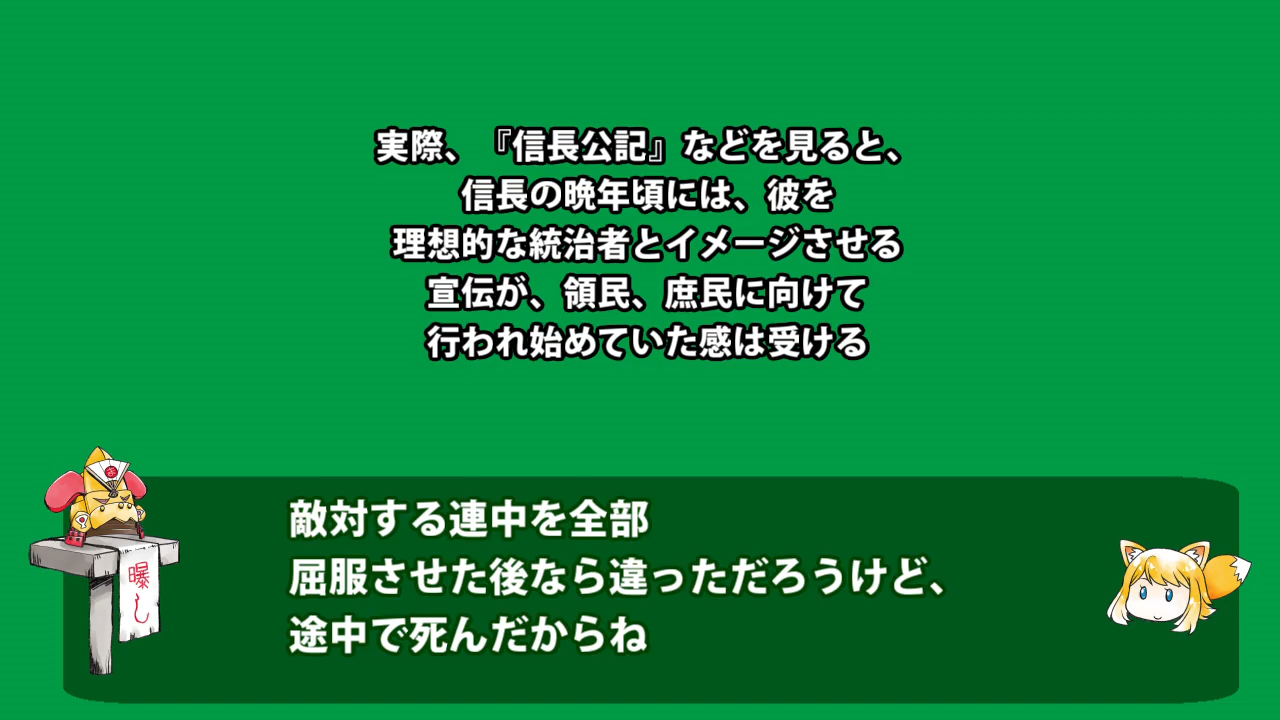 実際、『信長公記』などを見ると、
信長の晩年頃には、彼を
理想的な統治者とイメージさせる
宣伝が、領民、庶民に向けて
行われ始めていた感は受ける
敵対する連中を全部
屈服させた後なら違っただろうけど、
途中で死んだからね
曝し